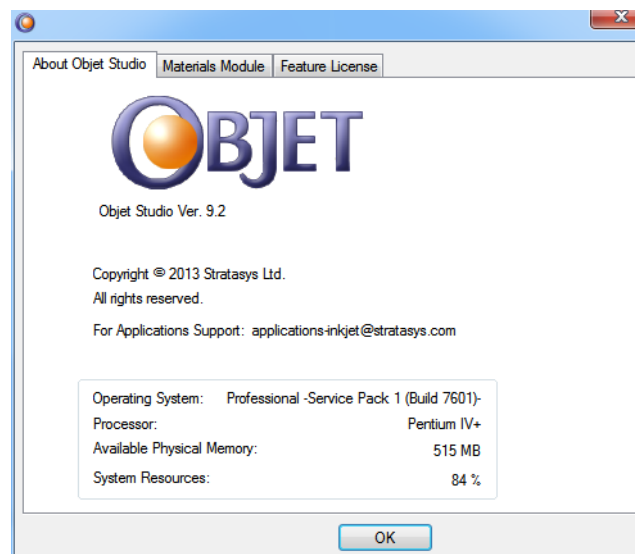 About Objet Studio Materials Module Feature License
OBJET
Objet Studio Ver. 9.2
Copyright © 2013 Stratasys Ltd.
All rights reserved.
For Applications Support: applications-inkjet@stratasys.com
Operating System: Professional -Service Pack 1 (Build 7601)-
Processor: Pentium IV+
Available Physical Memory: 515 MB
System Resources: 84 %
OK